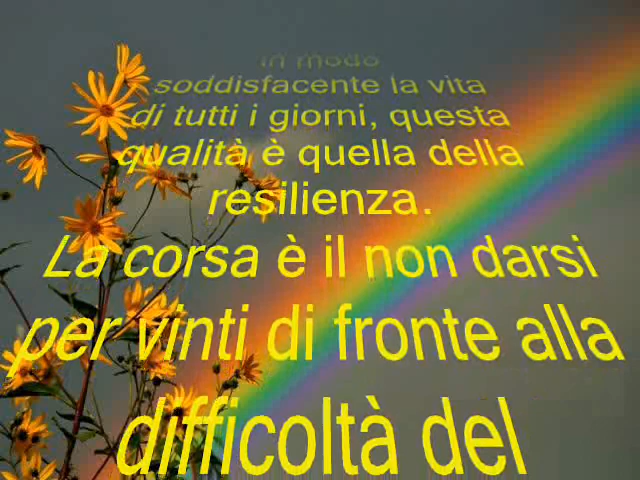 in modo
soddisfacente la vita
di tutti i giorni, questa
qualità è quella della
resilienza.
La corsa è il non darsi
per vinti di fronte alla
difficoltà del